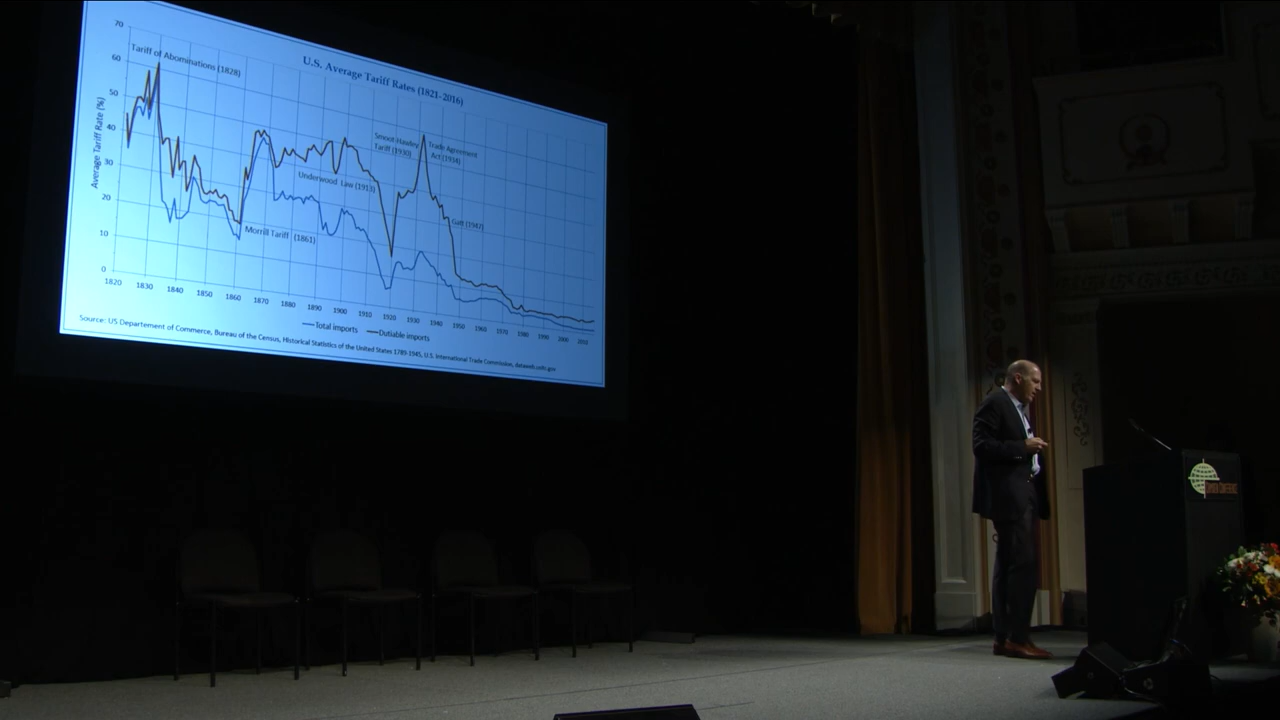 U.S. Average Tariff Rates (1821-2016)
Average Tariff Rate (%)
70
60
50
40
30
20
10
0
Tariff of Abominations (1828)
Morrill Tariff (1861)
Underwood Law (1913)
Smoot-Hawley
Tariff (1930)
Trade Agreement
Act (1934)
Gatt (1947)
1820 1830 1840 1850 1860 1870 1880 1890 1900 1910 1920 1930 1940 1950 1960 1970 1980 1990 2000 2010
Total imports Dutiable imports
Source: US Departement of Commerce, Bureau of the Census, Historical Statistics of the United States 1789-1945, U.S. International Trade Commission, dataweb.usitc.gov